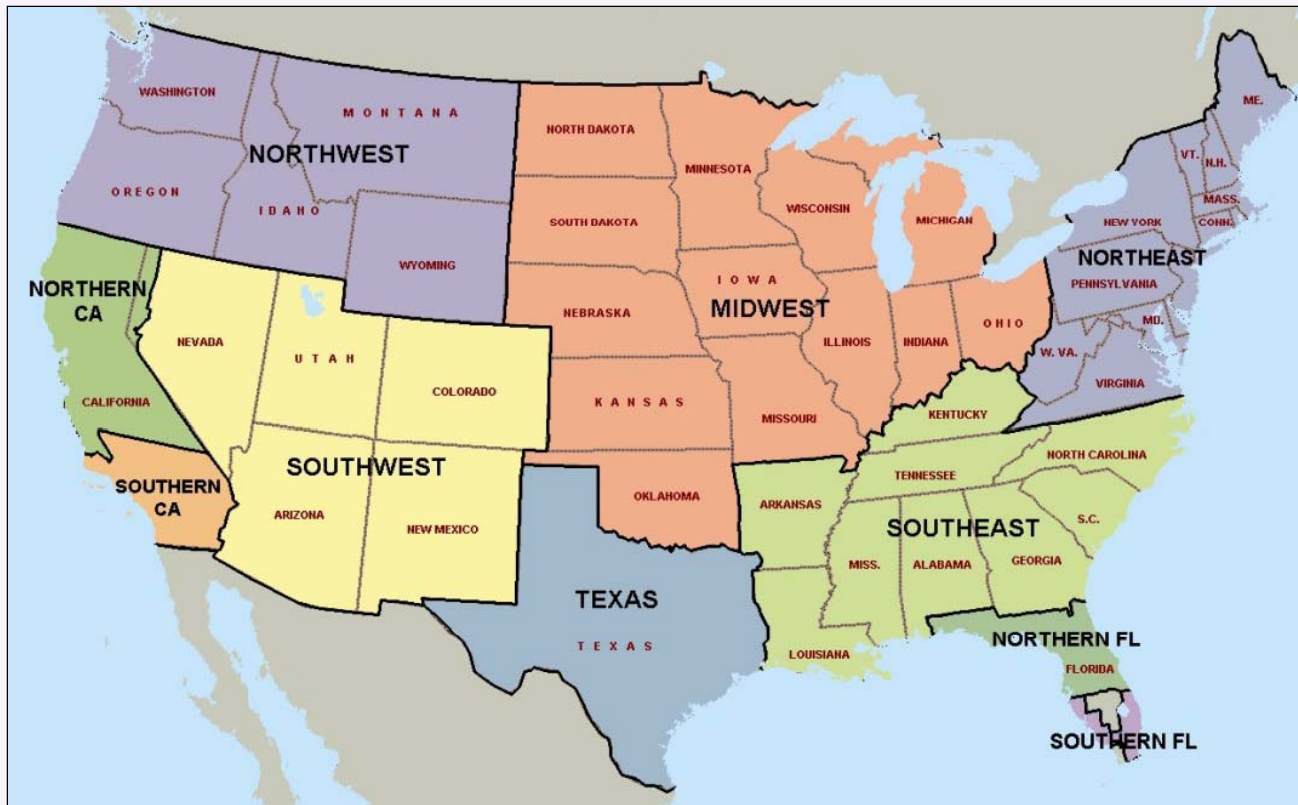 WASHINGTON
MONTANA
NORTHWEST
OREGON
IDAHO
WYOMING
NORTHERN
CA
CALIFORNIA
SOUTHERN
CA
NEVADA
UTAH
COLORADO
SOUTHWEST
ARIZONA
NEW MEXICO
NORTH DAKOTA
MINNESOTA
SOUTH DAKOTA
WISCONSIN
MICHIGAN
IOWA
NEBRASKA
MIDWEST
ILLINOIS
INDIANA
OHIO
KANSAS
MISSOURI
OKLAHOMA
TEXAS
TEXAS
ME.
VT.
N.H.
MASS.
NEW YORK
CONN.
NORTHEAST
PENNSYLVANIA
MD.
W. VA.
VIRGINIA
KENTUCKY
NORTH CAROLINA
TENNESSEE
ARKANSAS
S.C.
SOUTHEAST
MISS.
ALABAMA
GEORGIA
LOUISIANA
NORTHERN FL
FLORIDA
SOUTHERN FL